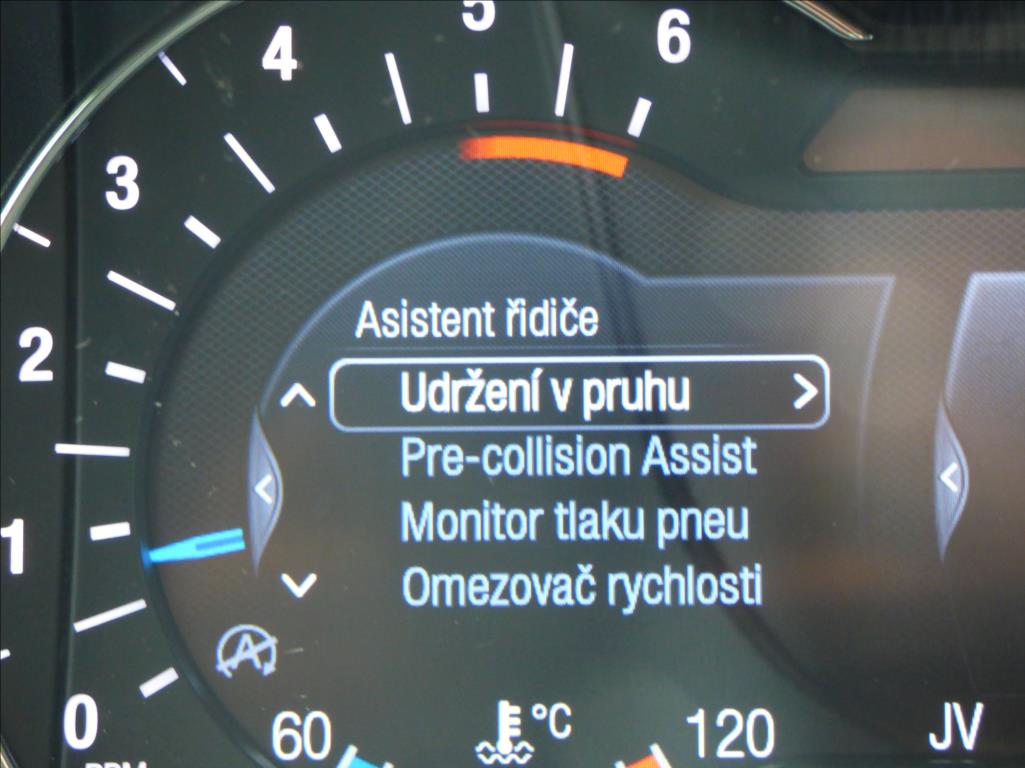 5
4
6
3
2
1
0
Asistent řidiče
Udržení v pruhu
Pre-collision Assist
Monitor tlaku pneu
Omezovač rychlosti
A
60 °C 120
JV